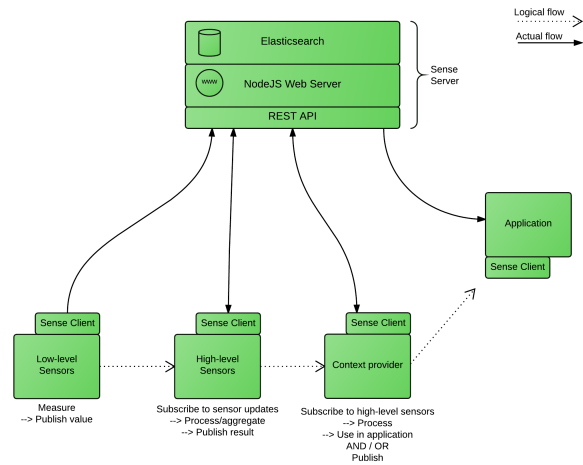 Logical flow
Actual flow
Elasticsearch
www
NodeJS Web Server
REST API
Sense
Server
Application
Sense Client
Sense Client
Low-level
Sensors
Measure
--> Publish value
Sense Client
High-level
Sensors
Subscribe to sensor updates
--> Process/aggregate
--> Publish result
Sense Client
Context provider
Subscribe to high-level sensors
--> Process
--> Use in application
AND / OR
Publish